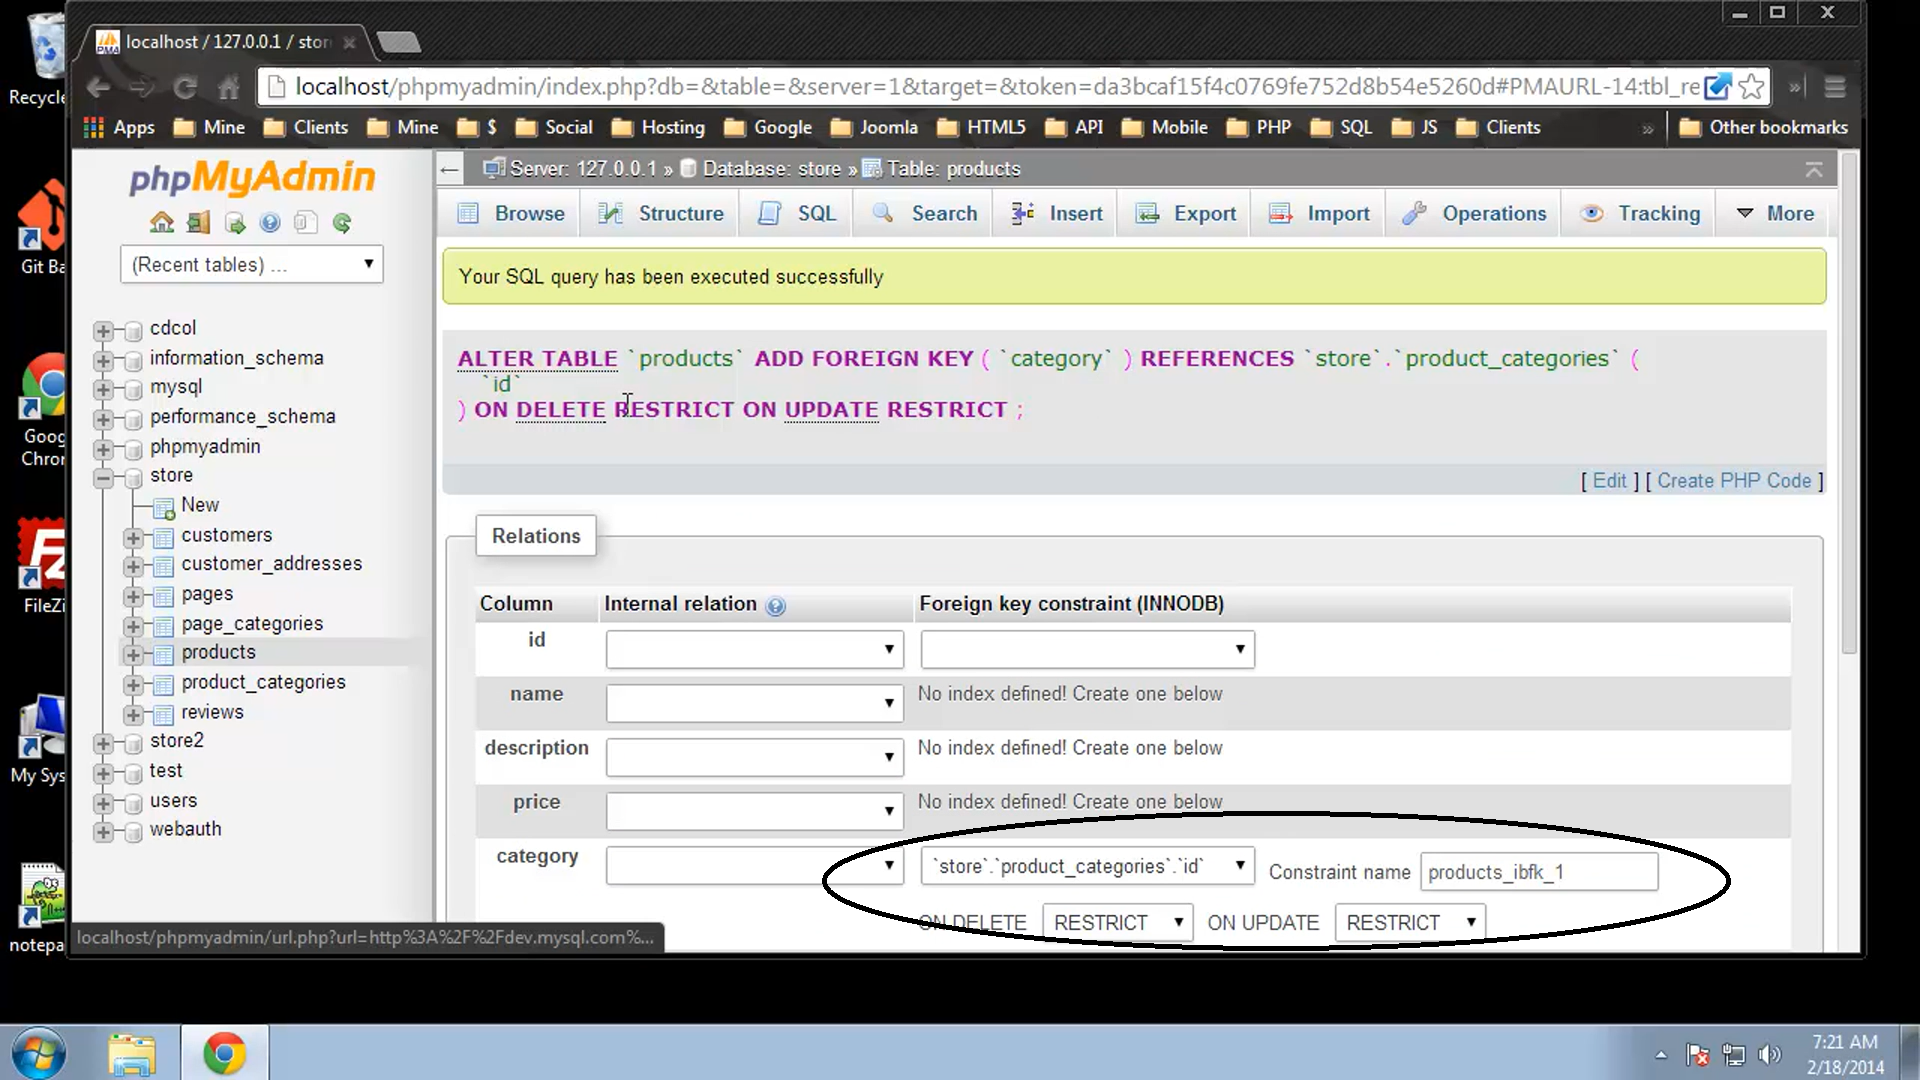 localhost / 127.0.0.1 / stor
localhost/phpmyadmin/index.php?db=&table=&server=1&target=&token=da3bcaf15f4c0769fe752d8b54e5260d#PMAURL-14:tbl_re
Apps Mine Clients Mine $ Social Hosting Google Joomla HTML5 API Mobile PHP SQL JS Clients » Other bookmarks
Recycle
Git Ba
Goog
Chron
FileZi
My Sys
notepa
phpMyAdmin
(Recent tables) ...
cdcol
information_schema
mysql
performance_schema
phpmyadmin
store
New
customers
customer_addresses
pages
page_categories
products
product_categories
reviews
store2
test
users
webauth
Server: 127.0.0.1 » Database: store » Table: products
Browse Structure SQL Search Insert Export Import Operations Tracking More
Your SQL query has been executed successfully
ALTER TABLE `products` ADD FOREIGN KEY ( `category` ) REFERENCES `store`.`product_categories` (
`id`
) ON DELETE RESTRICT ON UPDATE RESTRICT ;
[ Edit ] [ Create PHP Code ]
Relations
Column Internal relation Foreign key constraint (INNODB)
id
name No index defined! Create one below
description No index defined! Create one below
price No index defined! Create one below
category `store`.`product_categories`.`id` Constraint name products_ibfk_1
ON DELETE RESTRICT ON UPDATE RESTRICT
localhost/phpmyadmin/url.php?url=http%3A%2F%2Fdev.mysql.com%...
7:21 AM
2/18/2014